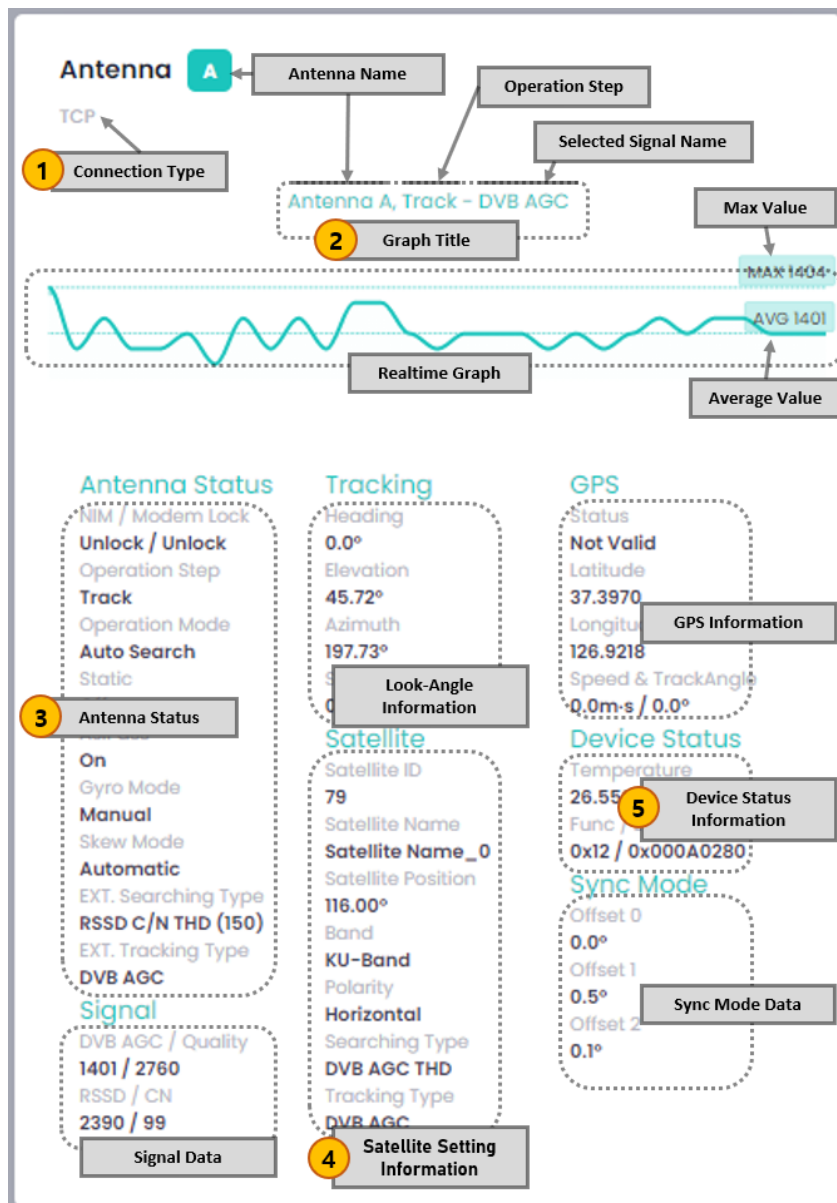 Antenna A
Antenna Name
Operation Step
TCP
Selected Signal Name
1 Connection Type
Antenna A, Track - DVB AGC
Max Value
2 Graph Title
MAX 1404
AVG 1401
Realtime Graph
Average Value
Antenna Status
NIM / Modem Lock
Unlock / Unlock
Operation Step
Track
Operation Mode
Auto Search
Static
3 Antenna Status
On
Gyro Mode
Manual
Skew Mode
Automatic
EXT. Searching Type
RSSD C/N THD (150)
EXT. Tracking Type
DVB AGC
Signal
DVB AGC / Quality
1401 / 2760
RSSD / CN
2390 / 99
Signal Data
Tracking
Heading
0.0°
Elevation
45.72°
Azimuth
197.73°
Look-Angle
Information
Satellite
Satellite ID
79
Satellite Name
Satellite Name_0
Satellite Position
116.00°
Band
KU-Band
Polarity
Horizontal
Searching Type
DVB AGC THD
Tracking Type
DVB AGC
4 Satellite Setting
Information
GPS
Status
Not Valid
Latitude
37.3970
GPS Information
126.9218
Speed & TrackAngle
0.0m·s / 0.0°
Device Status
Temperature
5 Device Status
Information
0x12 / 0x000A0280
Sync Mode
Offset 0
0.0°
Offset 1
0.5°
Sync Mode Data
Offset 2
0.1°